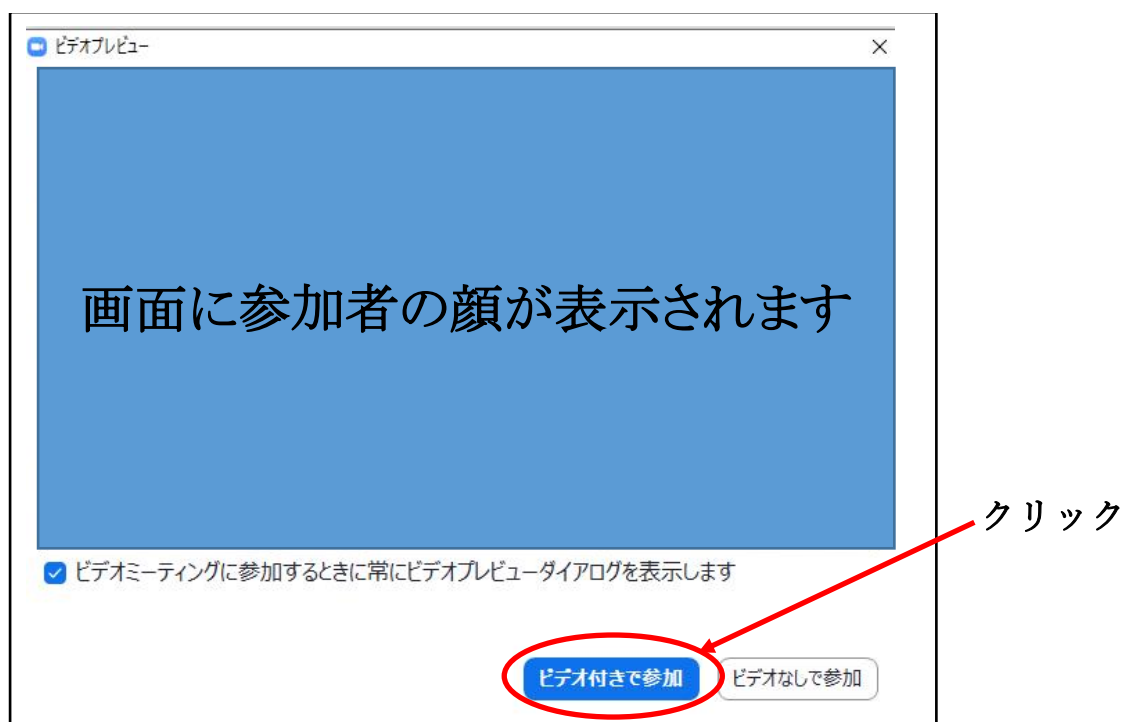 ビデオプレビュー
画面に参加者の顔が表示されます
クリック
ビデオミーティングに参加するときに常にビデオプレビューダイアログを表示します
ビデオ付きで参加
ビデオなしで参加